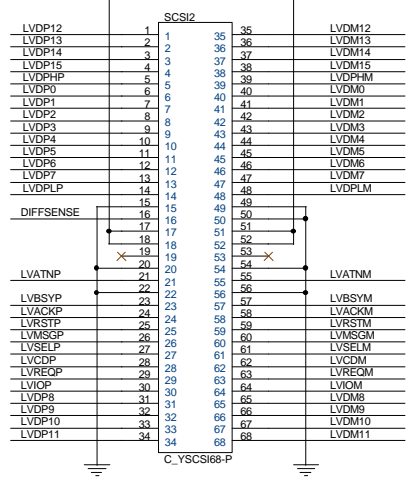 SCSI2
LVDP12 1 1 35 35 LVDM12
LVDP13 2 2 36 36 LVDM13
LVDP14 3 3 37 37 LVDM14
LVDP15 4 4 38 38 LVDM15
LVDPHP 5 5 39 39 LVDPHM
LVDP0 6 6 40 40 LVDM0
LVDP1 7 7 41 41 LVDM1
LVDP2 8 8 42 42 LVDM2
LVDP3 9 9 43 43 LVDM3
LVDP4 10 10 44 44 LVDM4
LVDP5 11 11 45 45 LVDM5
LVDP6 12 12 46 46 LVDM6
LVDP7 13 13 47 47 LVDM7
LVDPLP 14 14 48 48 LVDPLM
15 15 49 49
DIFFSENSE 16 16 50 50
17 17 51 51
18 18 52 52
19 19 53 53
20 20 54 54
LVATNP 21 21 55 55 LVATNM
22 22 56 56
LVBSYP 23 23 57 57 LVBSYM
LVACKP 24 24 58 58 LVACKM
LVRSTP 25 25 59 59 LVRSTM
LVMSGP 26 26 60 60 LVMSGM
LVSELP 27 27 61 61 LVSELM
LVCDP 28 28 62 62 LVCDM
LVREQP 29 29 63 63 LVREQM
LVIOP 30 30 64 64 LVIOM
LVDP8 31 31 65 65 LVDM8
LVDP9 32 32 66 66 LVDM9
LVDP10 33 33 67 67 LVDM10
LVDP11 34 34 68 68 LVDM11
C_YSCSI68-P